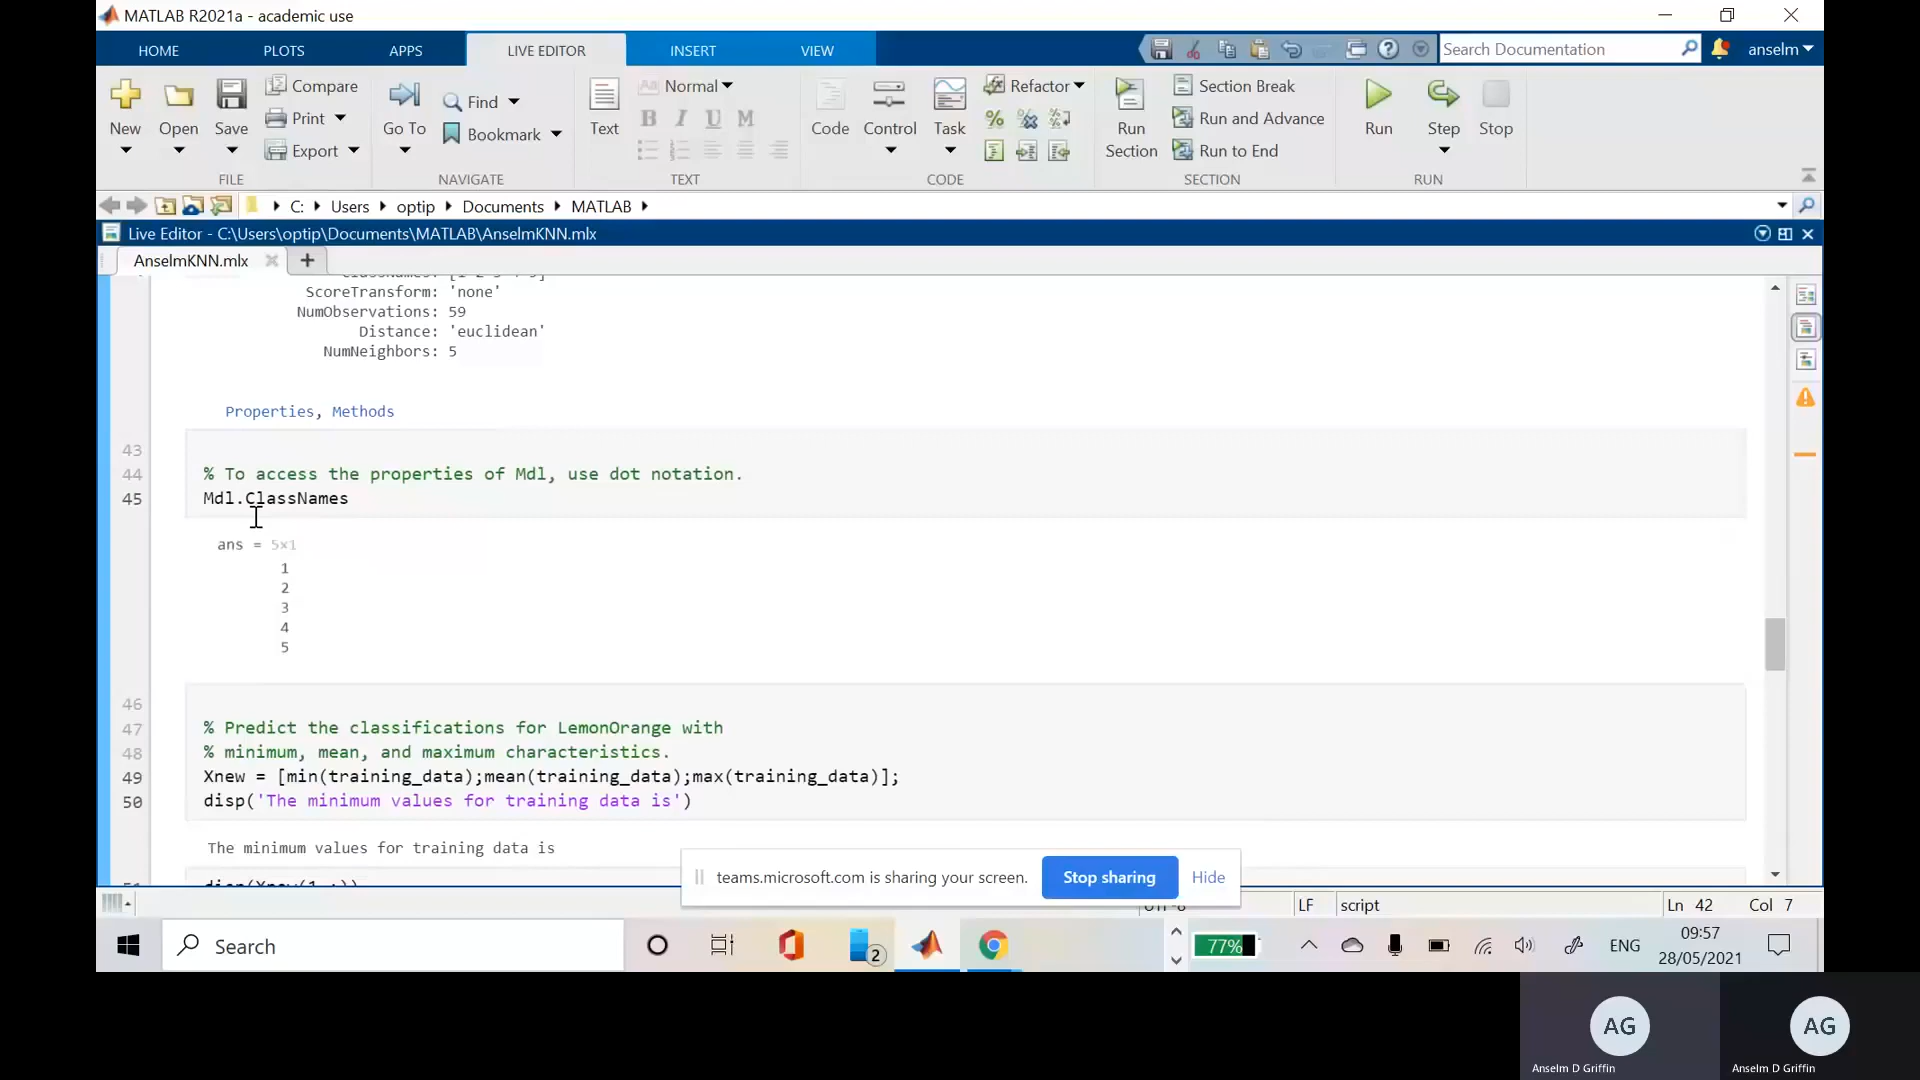 MATLAB R2021a - academic use
HOME PLOTS APPS LIVE EDITOR INSERT VIEW
Search Documentation
anselm
New
Open
Save
Compare
Print
Export
FILE
Go To
Find
Bookmark
NAVIGATE
Text
Aa Normal
B I U M
TEXT
Code
Control
Task
Refactor
CODE
Run Section
Section Break
Run and Advance
Run to End
SECTION
Run
Step
Stop
RUN
C: Users optip Documents MATLAB
Live Editor - C:\Users\optip\Documents\MATLAB\AnselmKNN.mlx
AnselmKNN.mlx
ScoreTransform: 'none'
NumObservations: 59
Distance: 'euclidean'
NumNeighbors: 5
Properties, Methods
43
44 % To access the properties of Mdl, use dot notation.
45 Mdl.ClassNames
ans = 5×1
1
2
3
4
5
46
47 % Predict the classifications for LemonOrange with
48 % minimum, mean, and maximum characteristics.
49 Xnew = [min(training_data);mean(training_data);max(training_data)];
50 disp('The minimum values for training data is')
The minimum values for training data is
teams.microsoft.com is sharing your screen.
Stop sharing
Hide
LF
script
Ln 42
Col 7
Search
2
77%
ENG
09:57
28/05/2021
AG
Anselm D Griffin
AG
Anselm D Griffin